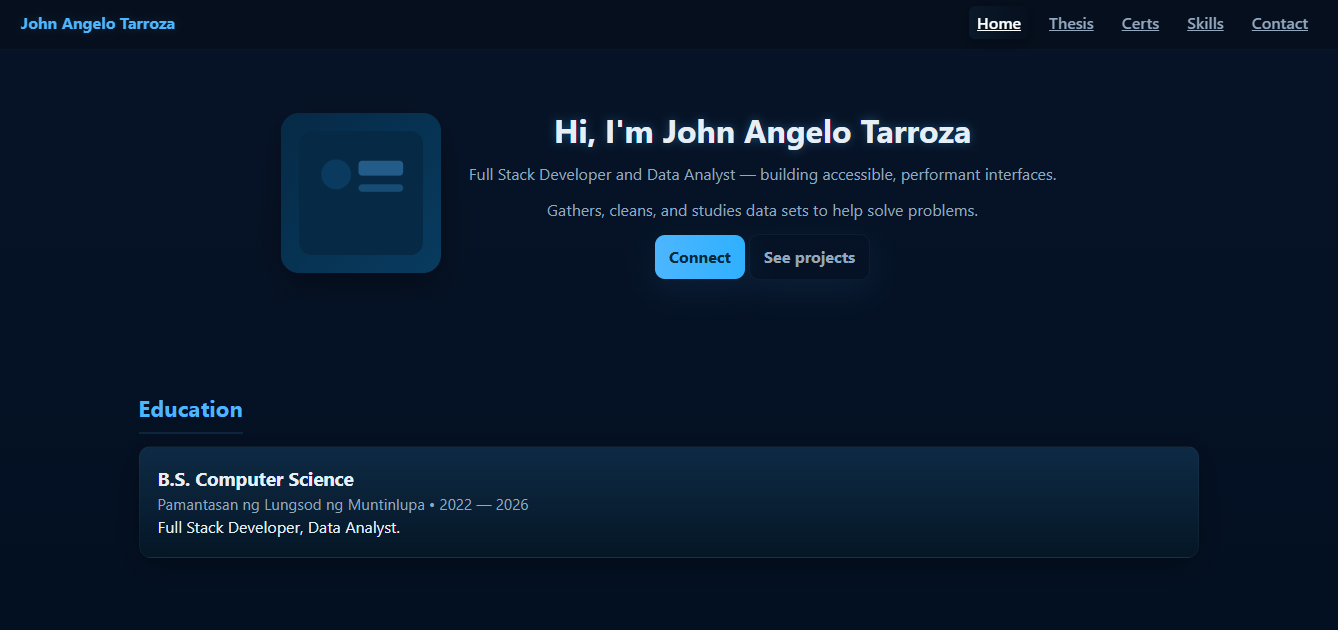 John Angelo Tarroza
Home Thesis Certs Skills Contact
Hi, I'm John Angelo Tarroza
Full Stack Developer and Data Analyst — building accessible, performant interfaces.
Gathers, cleans, and studies data sets to help solve problems.
Connect
See projects
Education
B.S. Computer Science
Pamantasan ng Lungsod ng Muntinlupa • 2022 — 2026
Full Stack Developer, Data Analyst.